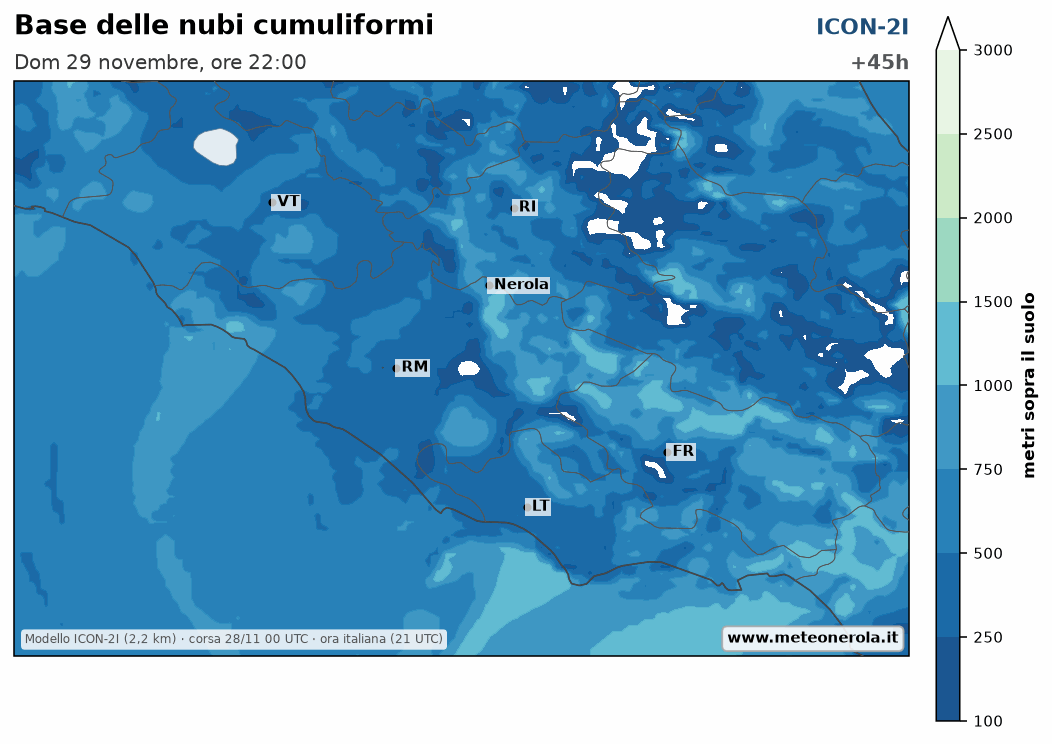 Base delle nubi cumuliformi
ICON-2I
Dom 29 novembre, ore 22:00
+45h
3000
2500
2000
1500
1000
750
500
250
100
metri sopra il suolo
VT
RI
Nerola
RM
FR
LT
Modello ICON-2I (2,2 km) · corsa 28/11 00 UTC · ora italiana (21 UTC)
www.meteonerola.it